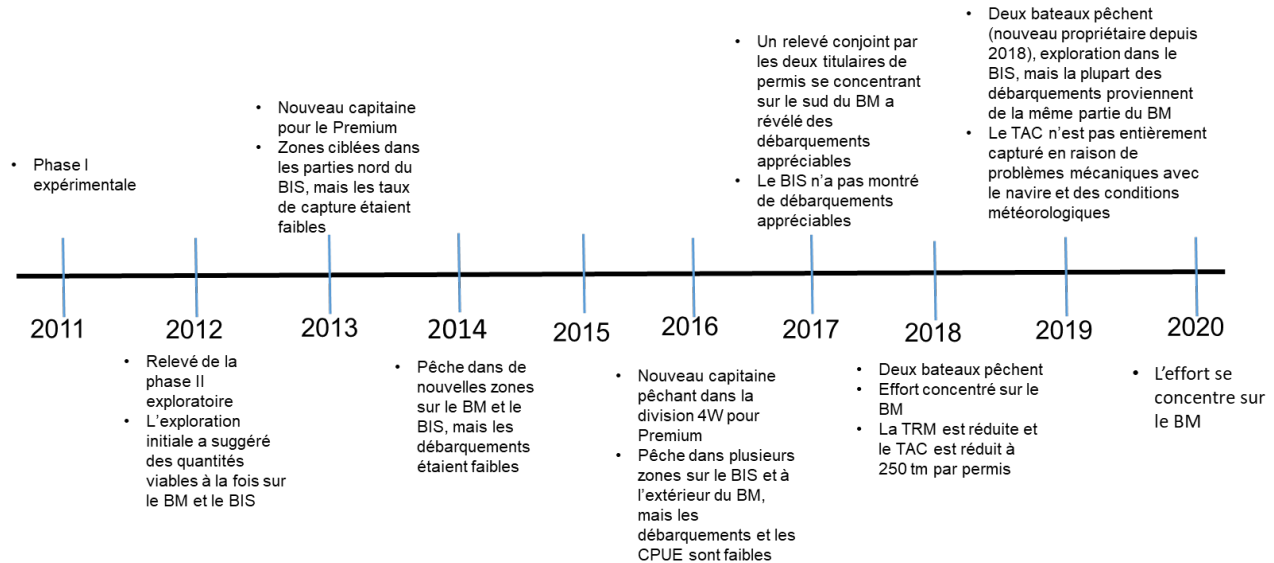 • Phase I
expérimentale
• Nouveau capitaine
pour le Premium
• Zones ciblées dans
les parties nord du
BIS, mais les taux
de capture étaient
faibles
• Un relevé conjoint par
les deux titulaires de
permis se concentrant
sur le sud du BM a
révélé des
débarquements
appréciables
• Le BIS n’a pas montré
de débarquements
appréciables
• Deux bateaux pêchent
(nouveau propriétaire depuis
2018), exploration dans le
BIS, mais la plupart des
débarquements proviennent
de la même partie du BM
• Le TAC n’est pas entièrement
capturé en raison de
problèmes mécaniques avec
le navire et des conditions
météorologiques
2011
2012
2013
2014
2015
2016
2017
2018
2019
2020
• Relevé de la
phase II
exploratoire
• L’exploration
initiale a suggéré
des quantités
viables à la fois sur
le BM et le BIS
• Pêche dans de
nouvelles zones
sur le BM et le
BIS, mais les
débarquements
étaient faibles
• Nouveau capitaine
pêchant dans la
division 4W pour
Premium
• Pêche dans plusieurs
zones sur le BIS et à
l’extérieur du BM,
mais les
débarquements et les
CPUE sont faibles
• Deux bateaux pêchent
• Effort concentré sur le
BM
• La TRM est réduite et
le TAC est réduit à
250 tm par permis
• L’effort se
concentre sur
le BM